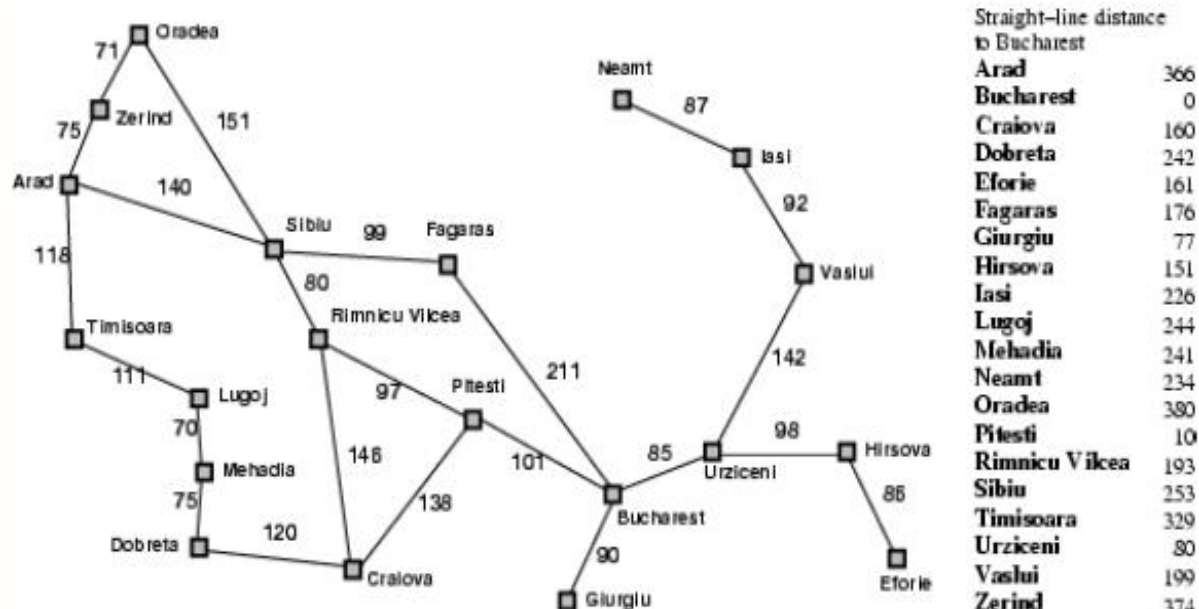 Oradea
71
Neamt
87
Zerind
151
75
Iasi
Arad
140
92
Sibiu
99
Fagaras
118
80
Vaslui
Timisoara
Rimnicu Vilcea
111
Lugoj
97
Pitesti
211
142
70
98
Hirsova
Mehadia
146
101
85
Urziceni
75
138
86
Bucharest
Dobreta
120
90
Craiova
Eforie
Giurgiu
Straight–line distance
to Bucharest
Arad 366
Bucharest 0
Craiova 160
Dobreta 242
Eforie 161
Fagaras 176
Giurgiu 77
Hirsova 151
Iasi 226
Lugoj 244
Mehadia 241
Neamt 234
Oradea 380
Pitesti 10
Rimnicu Vilcea 193
Sibiu 253
Timisoara 329
Urziceni 80
Vaslui 199
Zerind 374